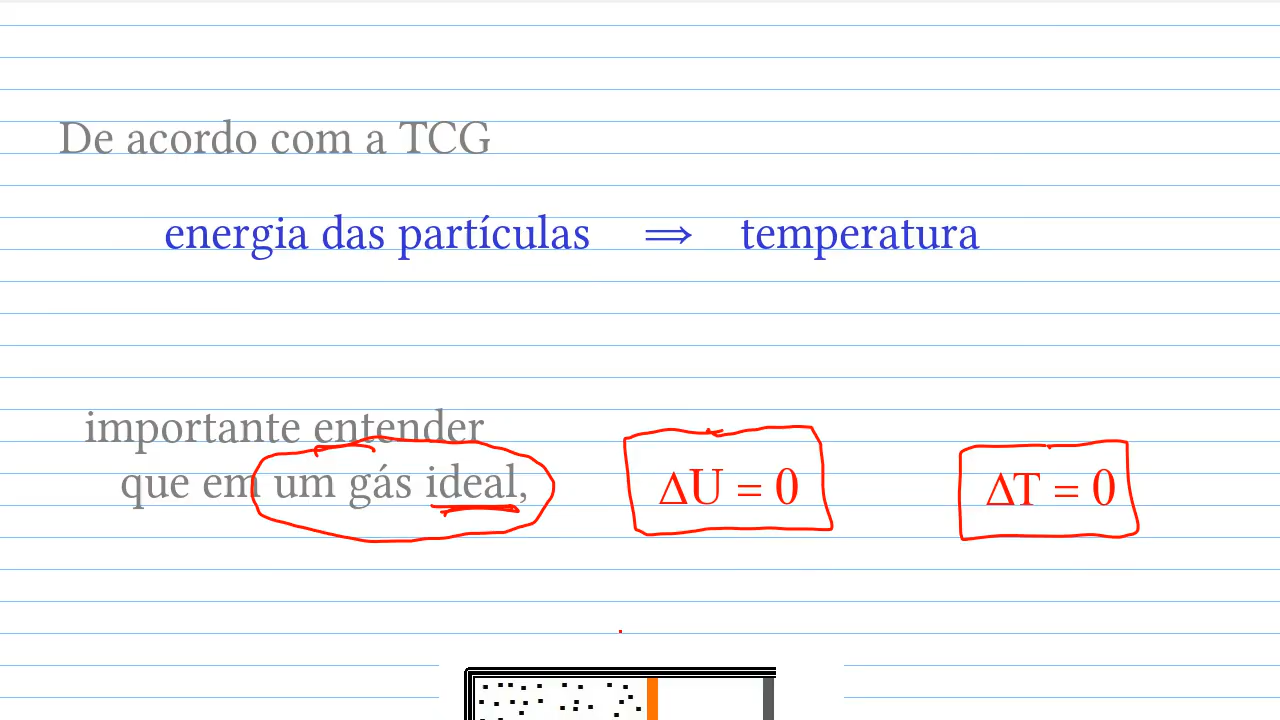 De acordo com a TCG
energia das partículas ⟹ temperatura
importante entender
que em um gás ideal, ΔU = 0 ΔT = 0